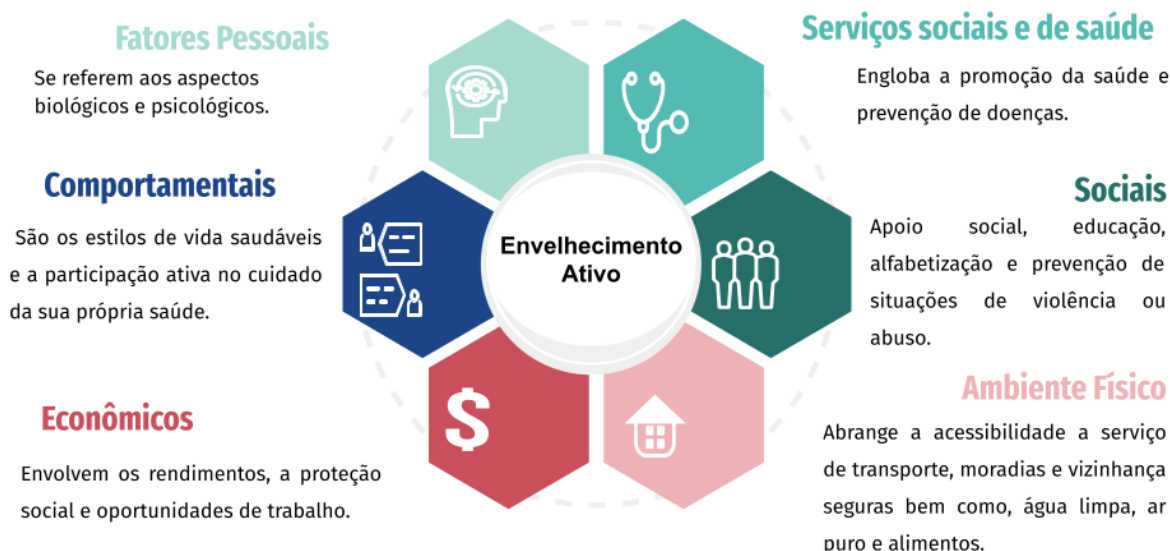 Fatores Pessoais
Se referem aos aspectos
biológicos e psicológicos.
Comportamentais
São os estilos de vida saudáveis
e a participação ativa no cuidado
da sua própria saúde.
Econômicos
Envolvem os rendimentos, a proteção
social e oportunidades de trabalho.
$
Envelhecimento
Ativo
Serviços sociais e de saúde
Engloba a promoção da saúde e
prevenção de doenças.
Sociais
Apoio social, educação,
alfabetização e prevenção de
situações de violência ou
abuso.
Ambiente Físico
Abrange a acessibilidade a serviço
de transporte, moradias e vizinhança
seguras bem como, água limpa, ar
puro e alimentos.